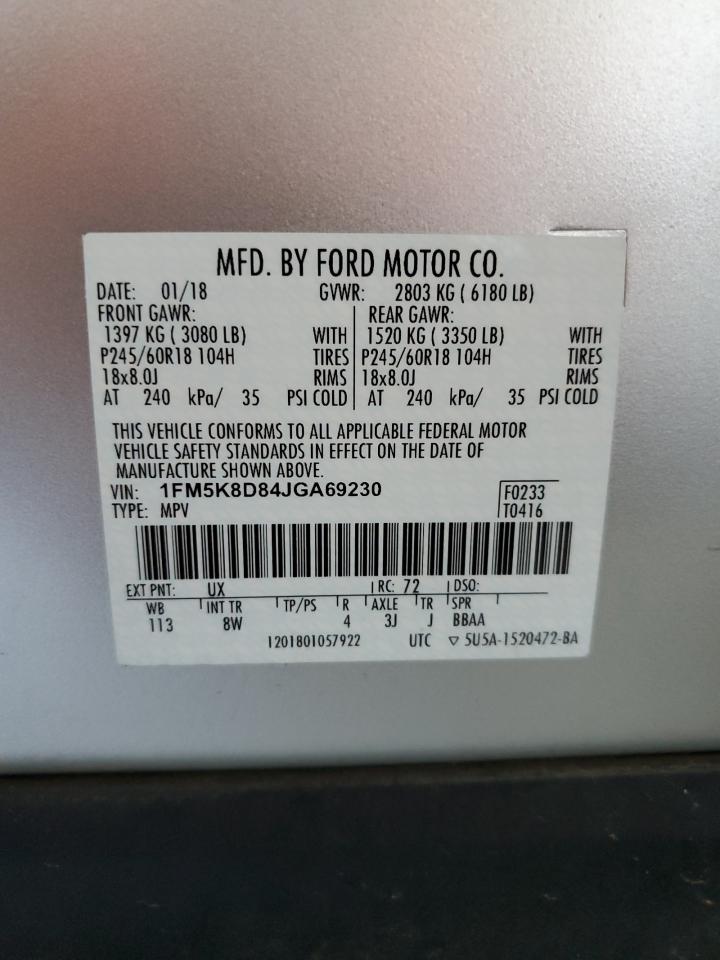 MFD. BY FORD MOTOR CO.
DATE: 01/18 GVWR: 2803 KG ( 6180 LB)
FRONT GAWR: REAR GAWR:
1397 KG ( 3080 LB) WITH 1520 KG ( 3350 LB) WITH
P245/60R18 104H TIRES P245/60R18 104H TIRES
18x8.0J RIMS 18x8.0J RIMS
AT 240 kPa/ 35 PSI COLD AT 240 kPa/ 35 PSI COLD
THIS VEHICLE CONFORMS TO ALL APPLICABLE FEDERAL MOTOR
VEHICLE SAFETY STANDARDS IN EFFECT ON THE DATE OF
MANUFACTURE SHOWN ABOVE.
VIN: 1FM5K8D84JGA69230 F0233
TYPE: MPV T0416
EXT PNT: UX RC: 72 DSO:
WB INT TR TP/PS R AXLE TR SPR
113 8W 4 3J J BBAA
1201801057922 UTC ▽ 5U5A-1520472-BA